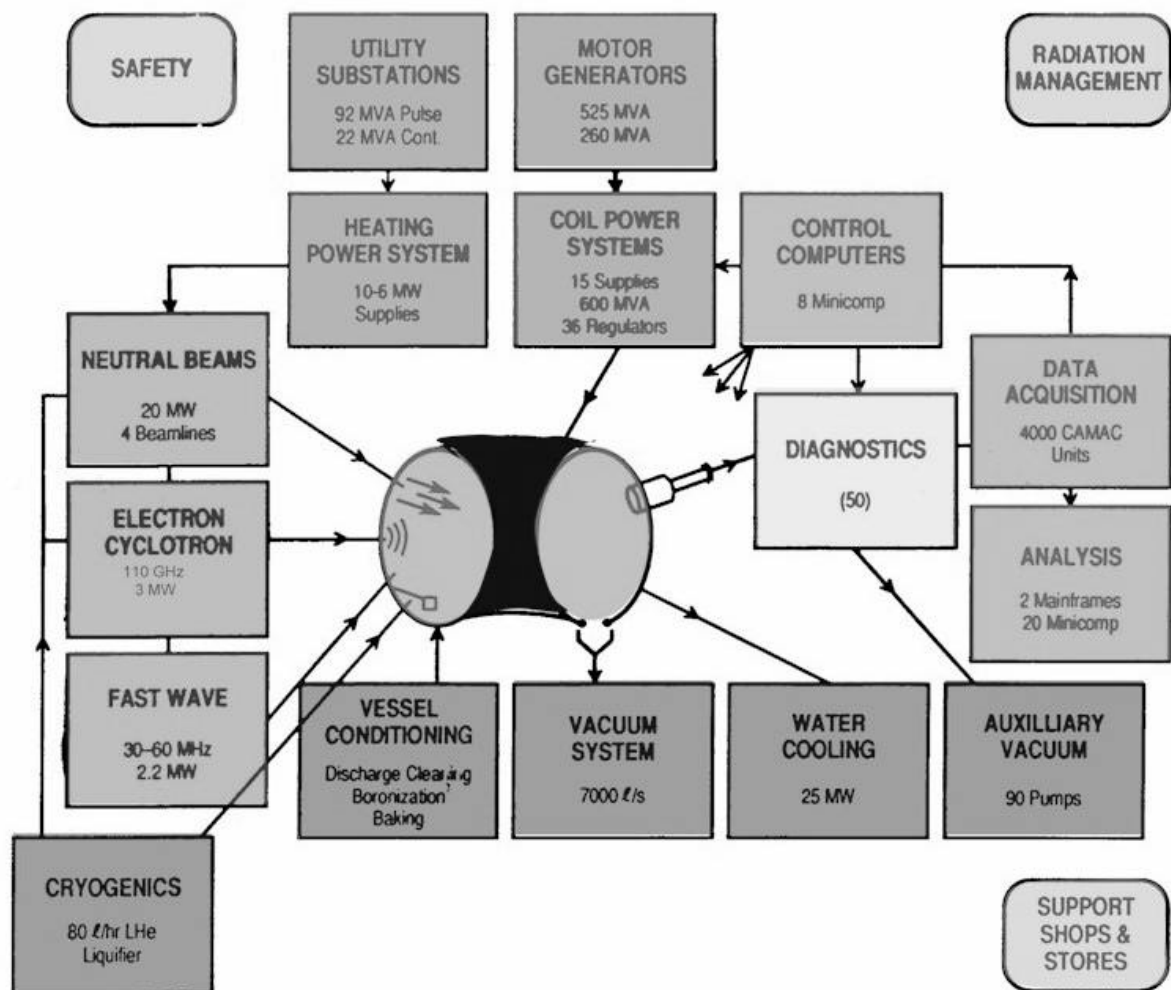 SAFETY
UTILITY
SUBSTATIONS
92 MVA Pulse
22 MVA Cont.
MOTOR
GENERATORS
525 MVA
260 MVA
RADIATION
MANAGEMENT
HEATING
POWER SYSTEM
10-6 MW
Supplies
COIL POWER
SYSTEMS
15 Supplies
600 MVA
36 Regulators
CONTROL
COMPUTERS
8 Minicomp
NEUTRAL BEAMS
20 MW
4 Beamlines
DIAGNOSTICS
(50)
DATA
ACQUISITION
4000 CAMAC
Units
ELECTRON
CYCLOTRON
110 GHz
3 MW
ANALYSIS
2 Mainframes
20 Minicomp
FAST WAVE
30–60 MHz
2.2 MW
VESSEL
CONDITIONING
Discharge Cleaning
Boronization
Baking
VACUUM
SYSTEM
7000 ℓ/s
WATER
COOLING
25 MW
AUXILLIARY
VACUUM
90 Pumps
CRYOGENICS
80 ℓ/hr LHe
Liquifier
SUPPORT
SHOPS &
STORES